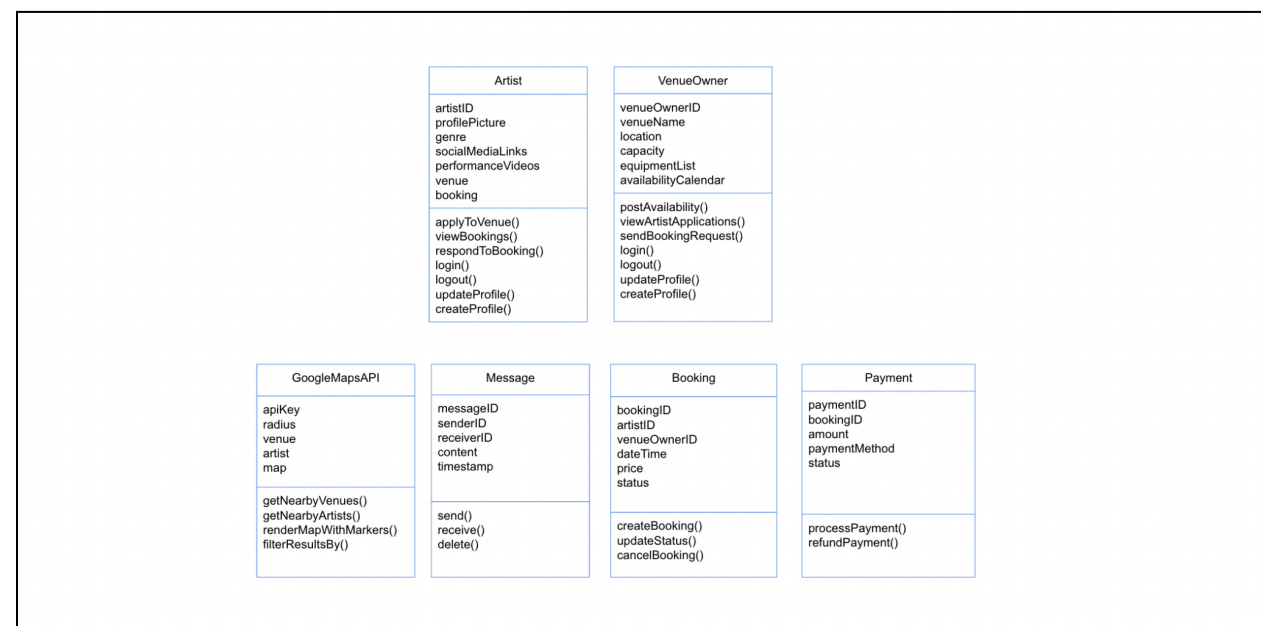 Artist
artistID
profilePicture
genre
socialMediaLinks
performanceVideos
venue
booking
applyToVenue()
viewBookings()
respondToBooking()
login()
logout()
updateProfile()
createProfile()
VenueOwner
venueOwnerID
venueName
location
capacity
equipmentList
availabilityCalendar
postAvailability()
viewArtistApplications()
sendBookingRequest()
login()
logout()
updateProfile()
createProfile()
GoogleMapsAPI
apiKey
radius
venue
artist
map
getNearbyVenues()
getNearbyArtists()
renderMapWithMarkers()
filterResultsBy()
Message
messageID
senderID
receiverID
content
timestamp
send()
receive()
delete()
Booking
bookingID
artistID
venueOwnerID
dateTime
price
status
createBooking()
updateStatus()
cancelBooking()
Payment
paymentID
bookingID
amount
paymentMethod
status
processPayment()
refundPayment()